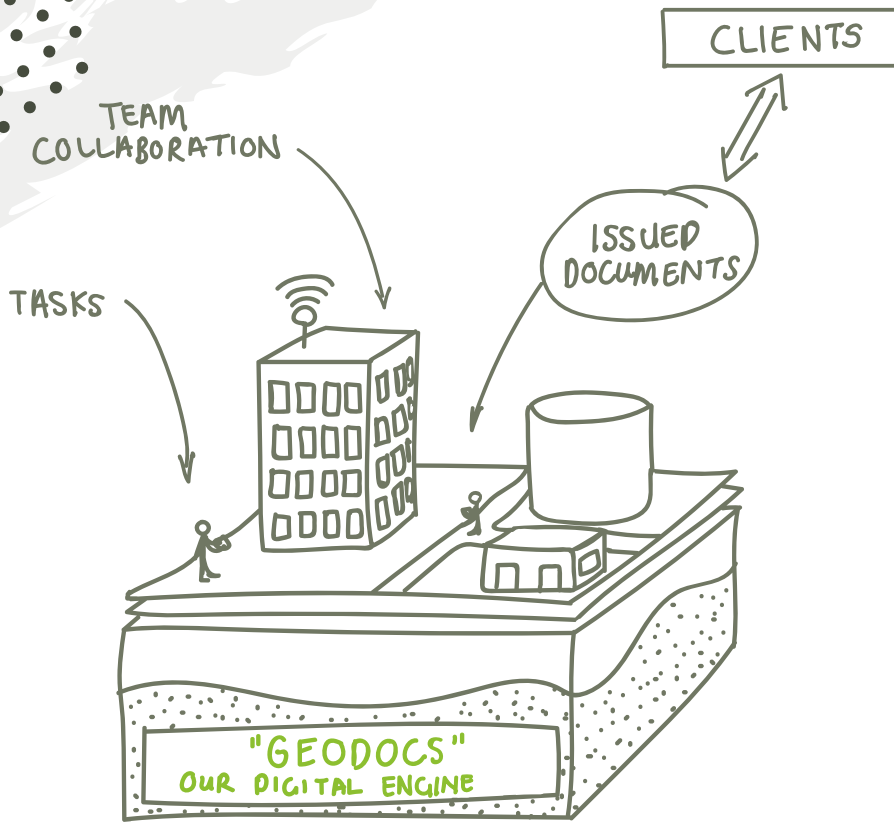 CLIENTS
TEAM
COLLABORATION
ISSUED
DOCUMENTS
TASKS
"GEODOCS"
OUR DIGITAL ENGINE